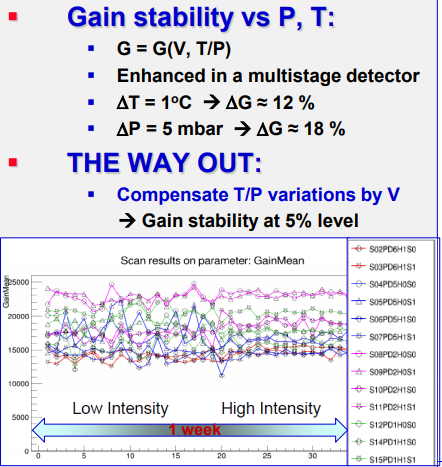 Gain stability vs P, T:
G = G(V, T/P)
Enhanced in a multistage detector
ΔT = 1°C → ΔG ≈ 12 %
ΔP = 5 mbar → ΔG ≈ 18 %
THE WAY OUT:
Compensate T/P variations by V
→ Gain stability at 5% level
Scan results on parameter: GainMean
GainMean
25000
20000
15000
10000
5000
0
0 5 10 15 20 25 30
Low Intensity
High Intensity
1 week
S02PD6H1S0
S03PD6H1S1
S04PD5H0S0
S05PD5H0S1
S06PD5H1S0
S07PD5H1S1
S08PD2H0S0
S09PD2H0S1
S10PD2H1S0
S11PD2H1S1
S12PD1H0S0
S14PD1H1S0
S15PD1H1S1